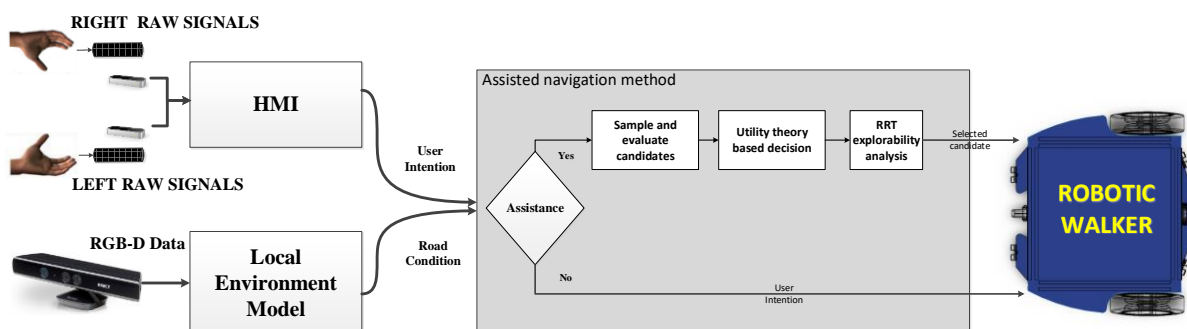 RIGHT RAW SIGNALS
HMI
LEFT RAW SIGNALS
RGB-D Data
Local
Environment
Model
User
Intention
Road
Condition
Assisted navigation method
Assistance
Yes
Sample and
evaluate
candidates
Utility theory
based decision
RRT
explorability
analysis
Selected
candidate
No
User
Intention
ROBOTIC
WALKER